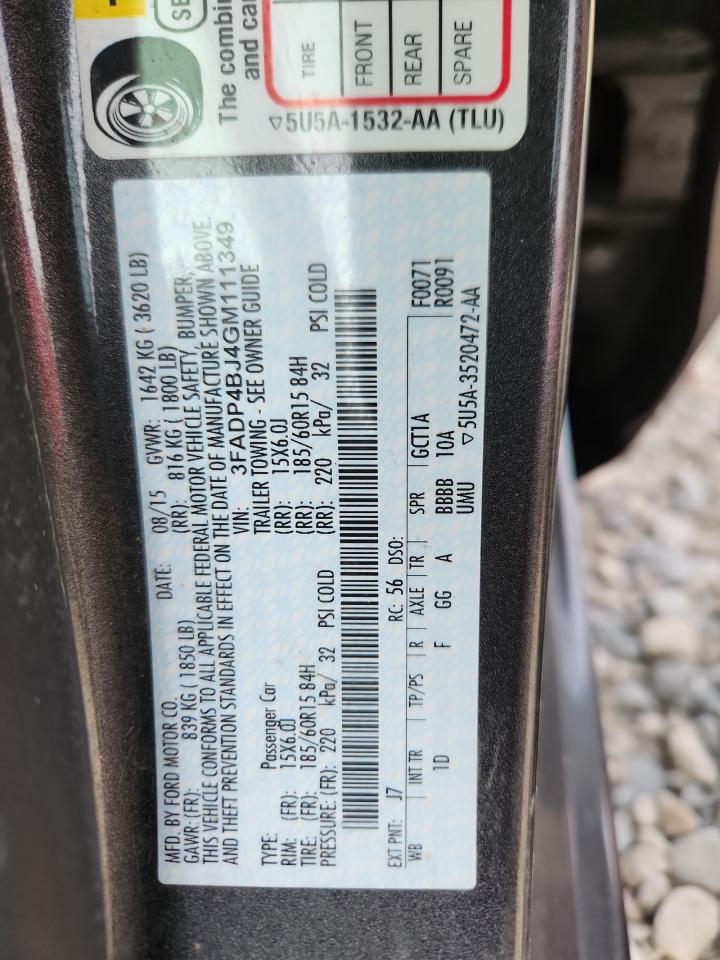 SE
The combin
and car
TIRE
FRONT
REAR
SPARE
▽5U5A-1532-AA (TLU)
MFD. BY FORD MOTOR CO. DATE: 08/15 GVWR: 1642 KG ( 3620 LB)
GAWR: (FR): 839 KG ( 1850 LB) (RR): 816 KG ( 1800 LB)
THIS VEHICLE CONFORMS TO ALL APPLICABLE FEDERAL MOTOR VEHICLE SAFETY, BUMPER,
AND THEFT PREVENTION STANDARDS IN EFFECT ON THE DATE OF MANUFACTURE SHOWN ABOVE.
VIN: 3FADP4BJ4GM111349
TYPE: Passenger Car TRAILER TOWING - SEE OWNER GUIDE
RIM: (FR): 15X6.0J (RR): 15X6.0J
TIRE: (FR): 185/60R15 84H (RR): 185/60R15 84H
PRESSURE: (FR): 220 kPa/ 32 PSI COLD (RR): 220 kPa/ 32 PSI COLD
EXT PNT: J7 RC: 56 DSO: F0071
WB INT TR TP/PS R AXLE TR SPR GCT1A R0091
1D F GG A BBBB 10A
UMU ▽5U5A-3520472-AA